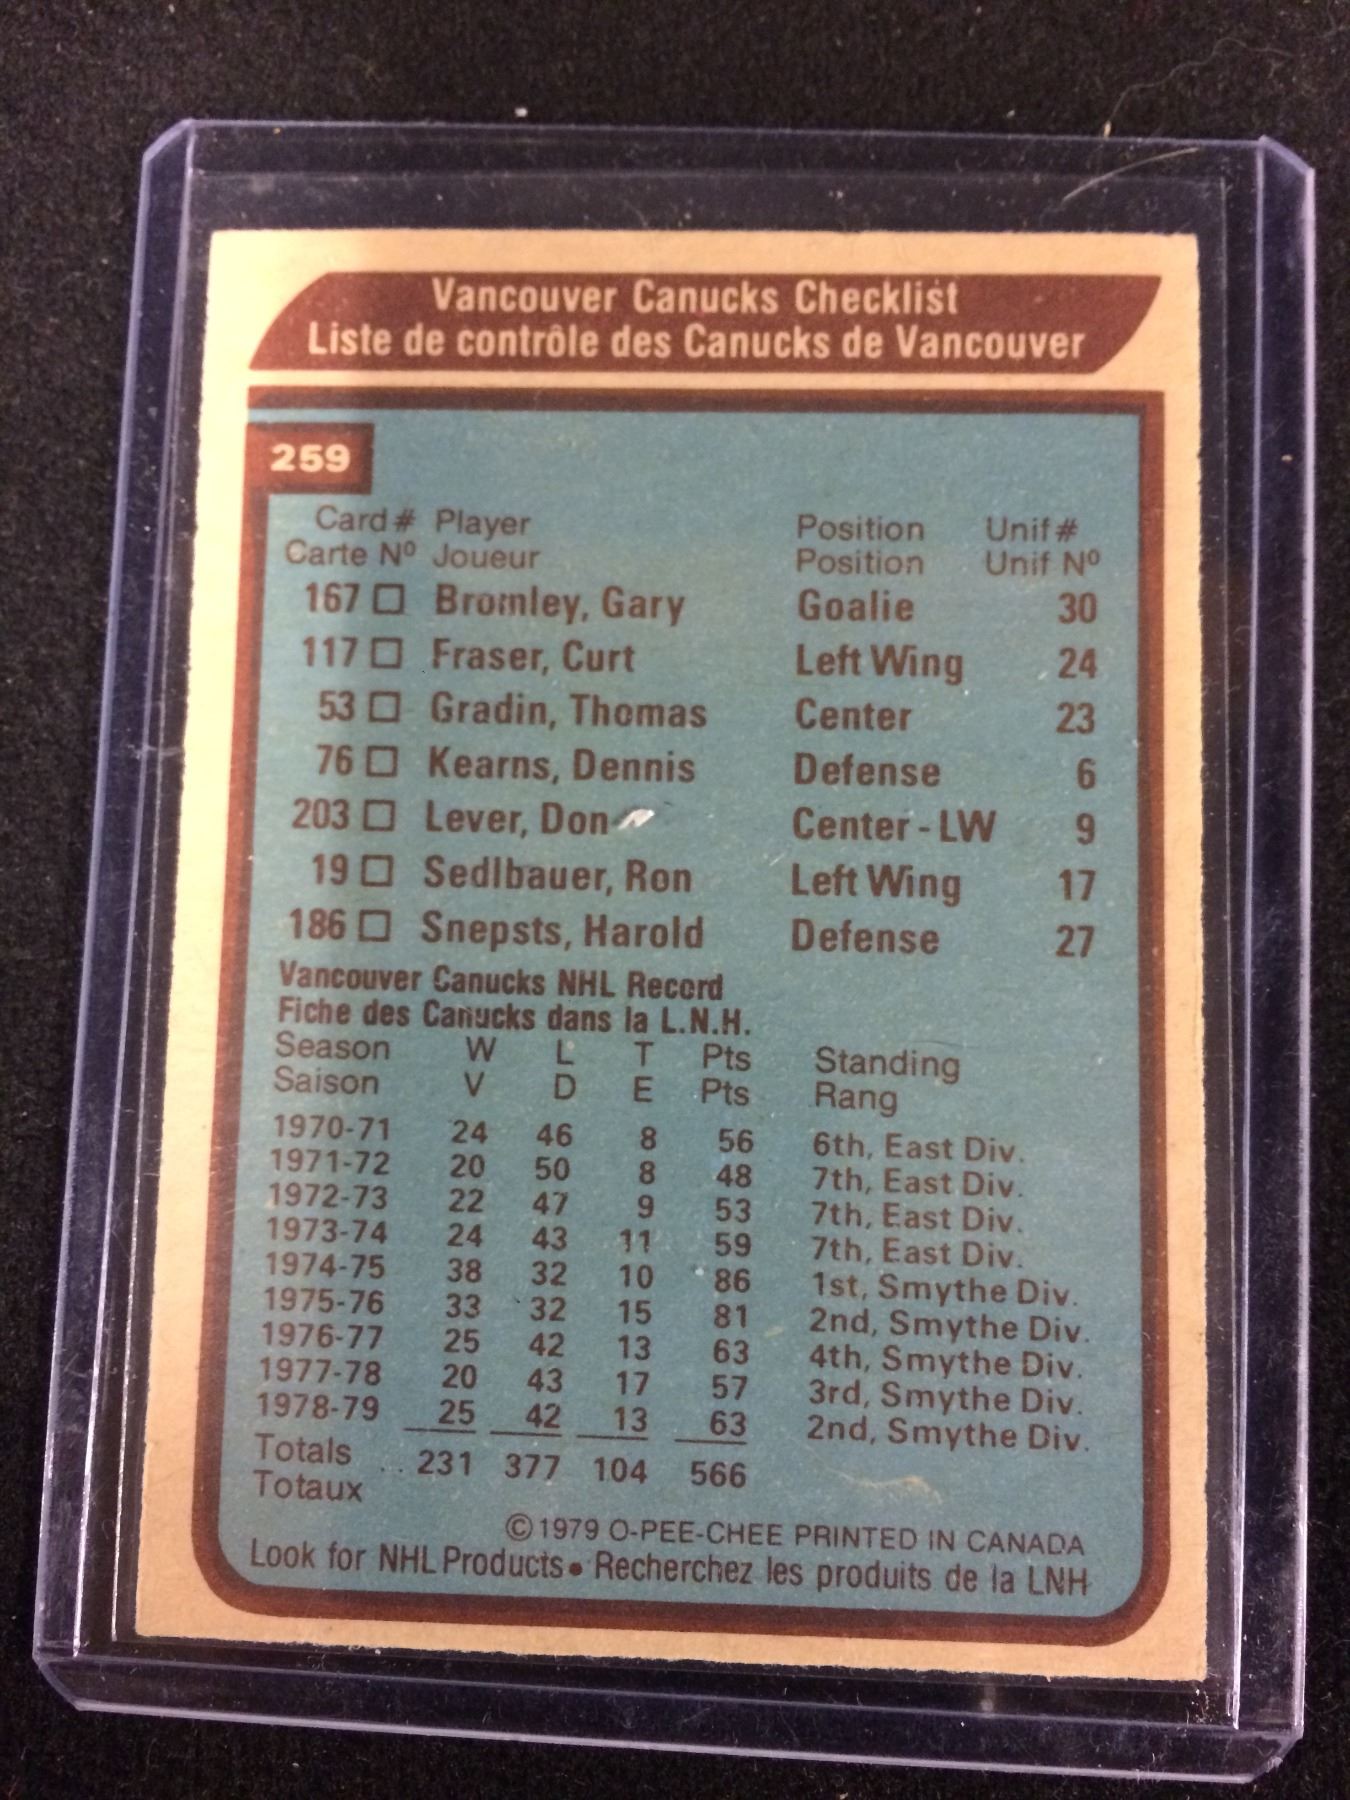 Vancouver Canucks Checklist
Liste de contrôle des Canucks de Vancouver
259
Card # Player Position Unif #
Carte Nº Joueur Position Unif Nº
167 □ Bromley, Gary Goalie 30
117 □ Fraser, Curt Left Wing 24
53 □ Gradin, Thomas Center 23
76 □ Kearns, Dennis Defense 6
203 □ Lever, Don Center - LW 9
19 □ Sedlbauer, Ron Left Wing 17
186 □ Snepsts, Harold Defense 27
Vancouver Canucks NHL Record
Fiche des Canucks dans la L.N.H.
Season W L T Pts Standing
Saison V D E Pts Rang
1970-71 24 46 8 56 6th, East Div.
1971-72 20 50 8 48 7th, East Div.
1972-73 22 47 9 53 7th, East Div.
1973-74 24 43 11 59 7th, East Div.
1974-75 38 32 10 86 1st, Smythe Div.
1975-76 33 32 15 81 2nd, Smythe Div.
1976-77 25 42 13 63 4th, Smythe Div.
1977-78 20 43 17 57 3rd, Smythe Div.
1978-79 25 42 13 63 2nd, Smythe Div.
Totals .. 231 377 104 566
Totaux
© 1979 O-PEE-CHEE PRINTED IN CANADA
Look for NHL Products • Recherchez les produits de la LNH